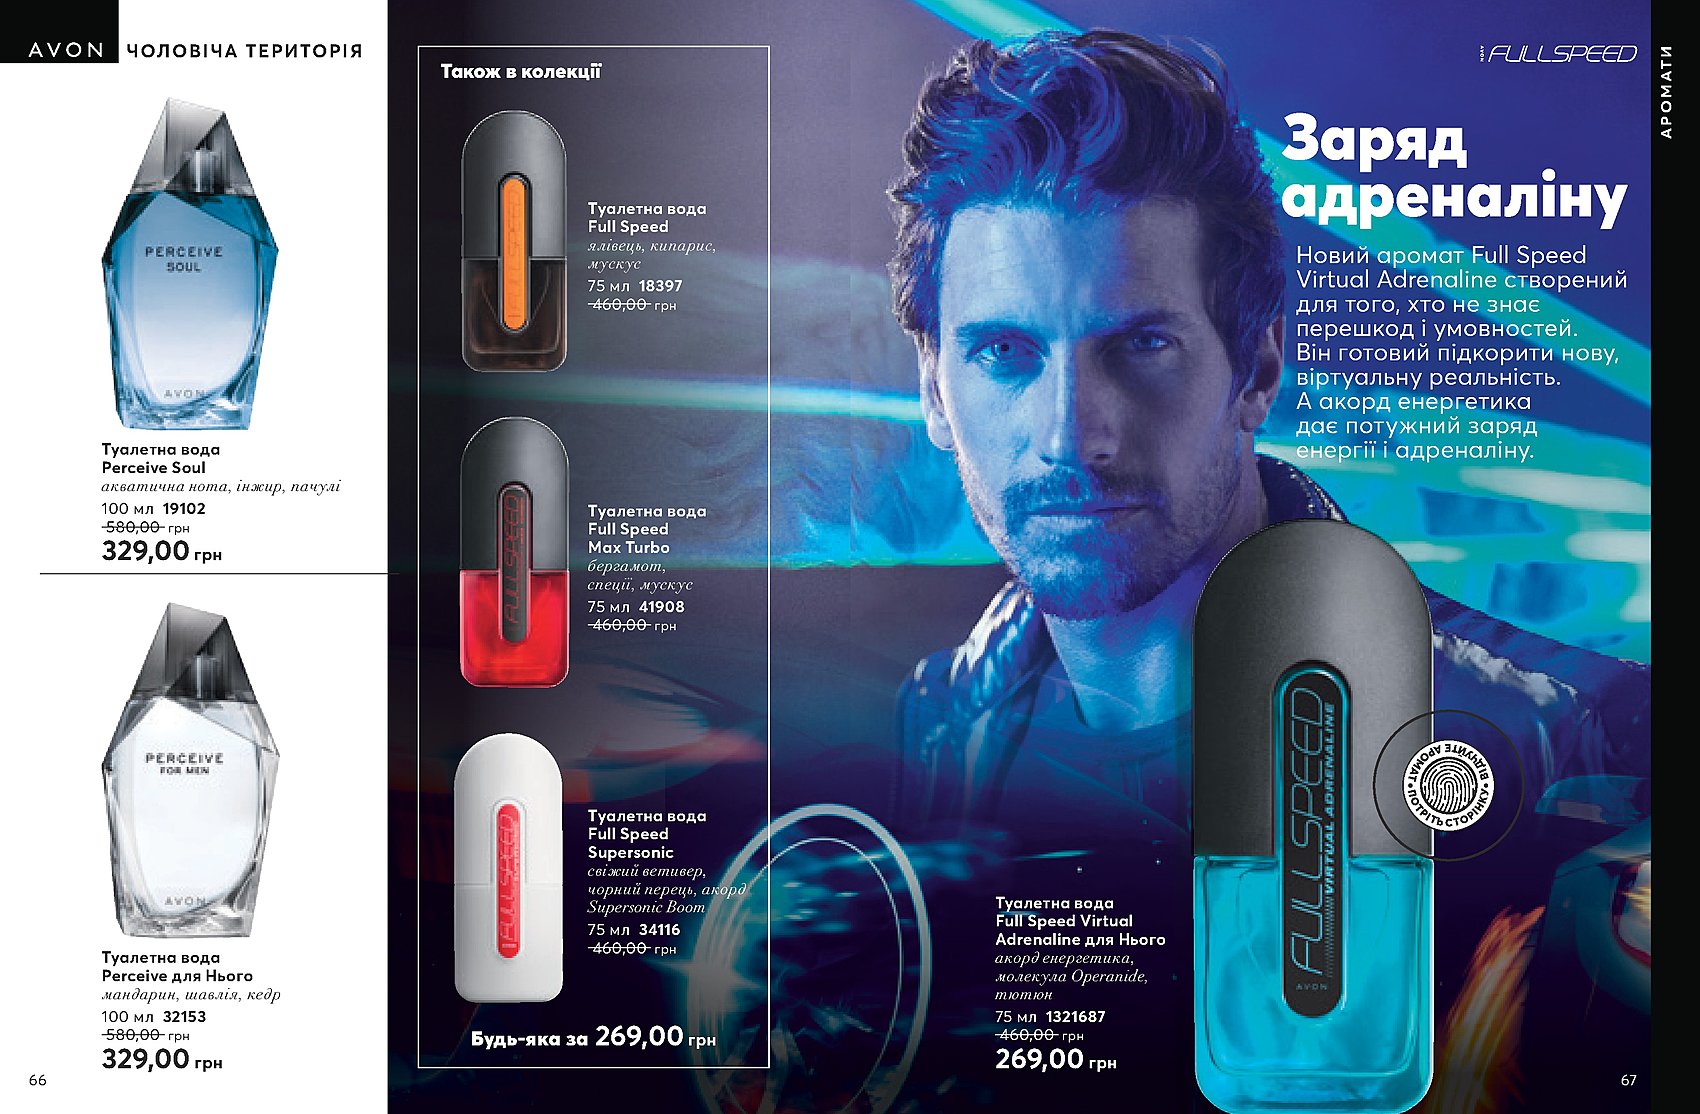 AVON ЧОЛОВІЧА ТЕРИТОРІЯ
PERCEIVE
SOUL
AVON
Туалетна вода
Perceive Soul
акватична нота, інжир, пачулі
100 мл 19102
580,00 грн
329,00 грн
PERCEIVE
FOR MEN
AVON
Туалетна вода
Perceive для Нього
мандарин, шавлія, кедр
100 мл 32153
580,00 грн
329,00 грн
66
Також в колекції
Туалетна вода
Full Speed
ялівець, кипарис,
мускус
75 мл 18397
460,00 грн
FULLSPEED
Туалетна вода
Full Speed
Max Turbo
бергамот,
спеції, мускус
75 мл 41908
460,00 грн
FULLSPEED
Туалетна вода
Full Speed
Supersonic
свіжий ветивер,
чорний перець, акорд
Supersonic Boom
75 мл 34116
460,00 грн
Будь-яка за 269,00 грн
AVON FULLSPEED
АРОМАТИ
Заряд
адреналіну
Новий аромат Full Speed
Virtual Adrenaline створений
для того, хто не знає
перешкод і умовностей.
Він готовий підкорити нову,
віртуальну реальність.
А акорд енергетика
дає потужний заряд
енергії і адреналіну.
FULLSPEED
VIRTUAL ADRENALINE
AVON
ВІДЧУЙТЕ АРОМАТ • ПОТРІТЬ СТОРІНКУ •
Туалетна вода
Full Speed Virtual
Adrenaline для Нього
акорд енергетика,
молекула Operanide,
тютюн
75 мл 1321687
460,00 грн
269,00 грн
67